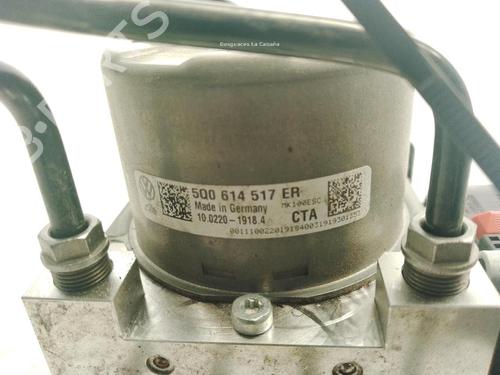 Desguaces La Cabaña
5Q0 614 517 ER
Made in Germany
MK100ESC
10.0220-1918.4
CTA